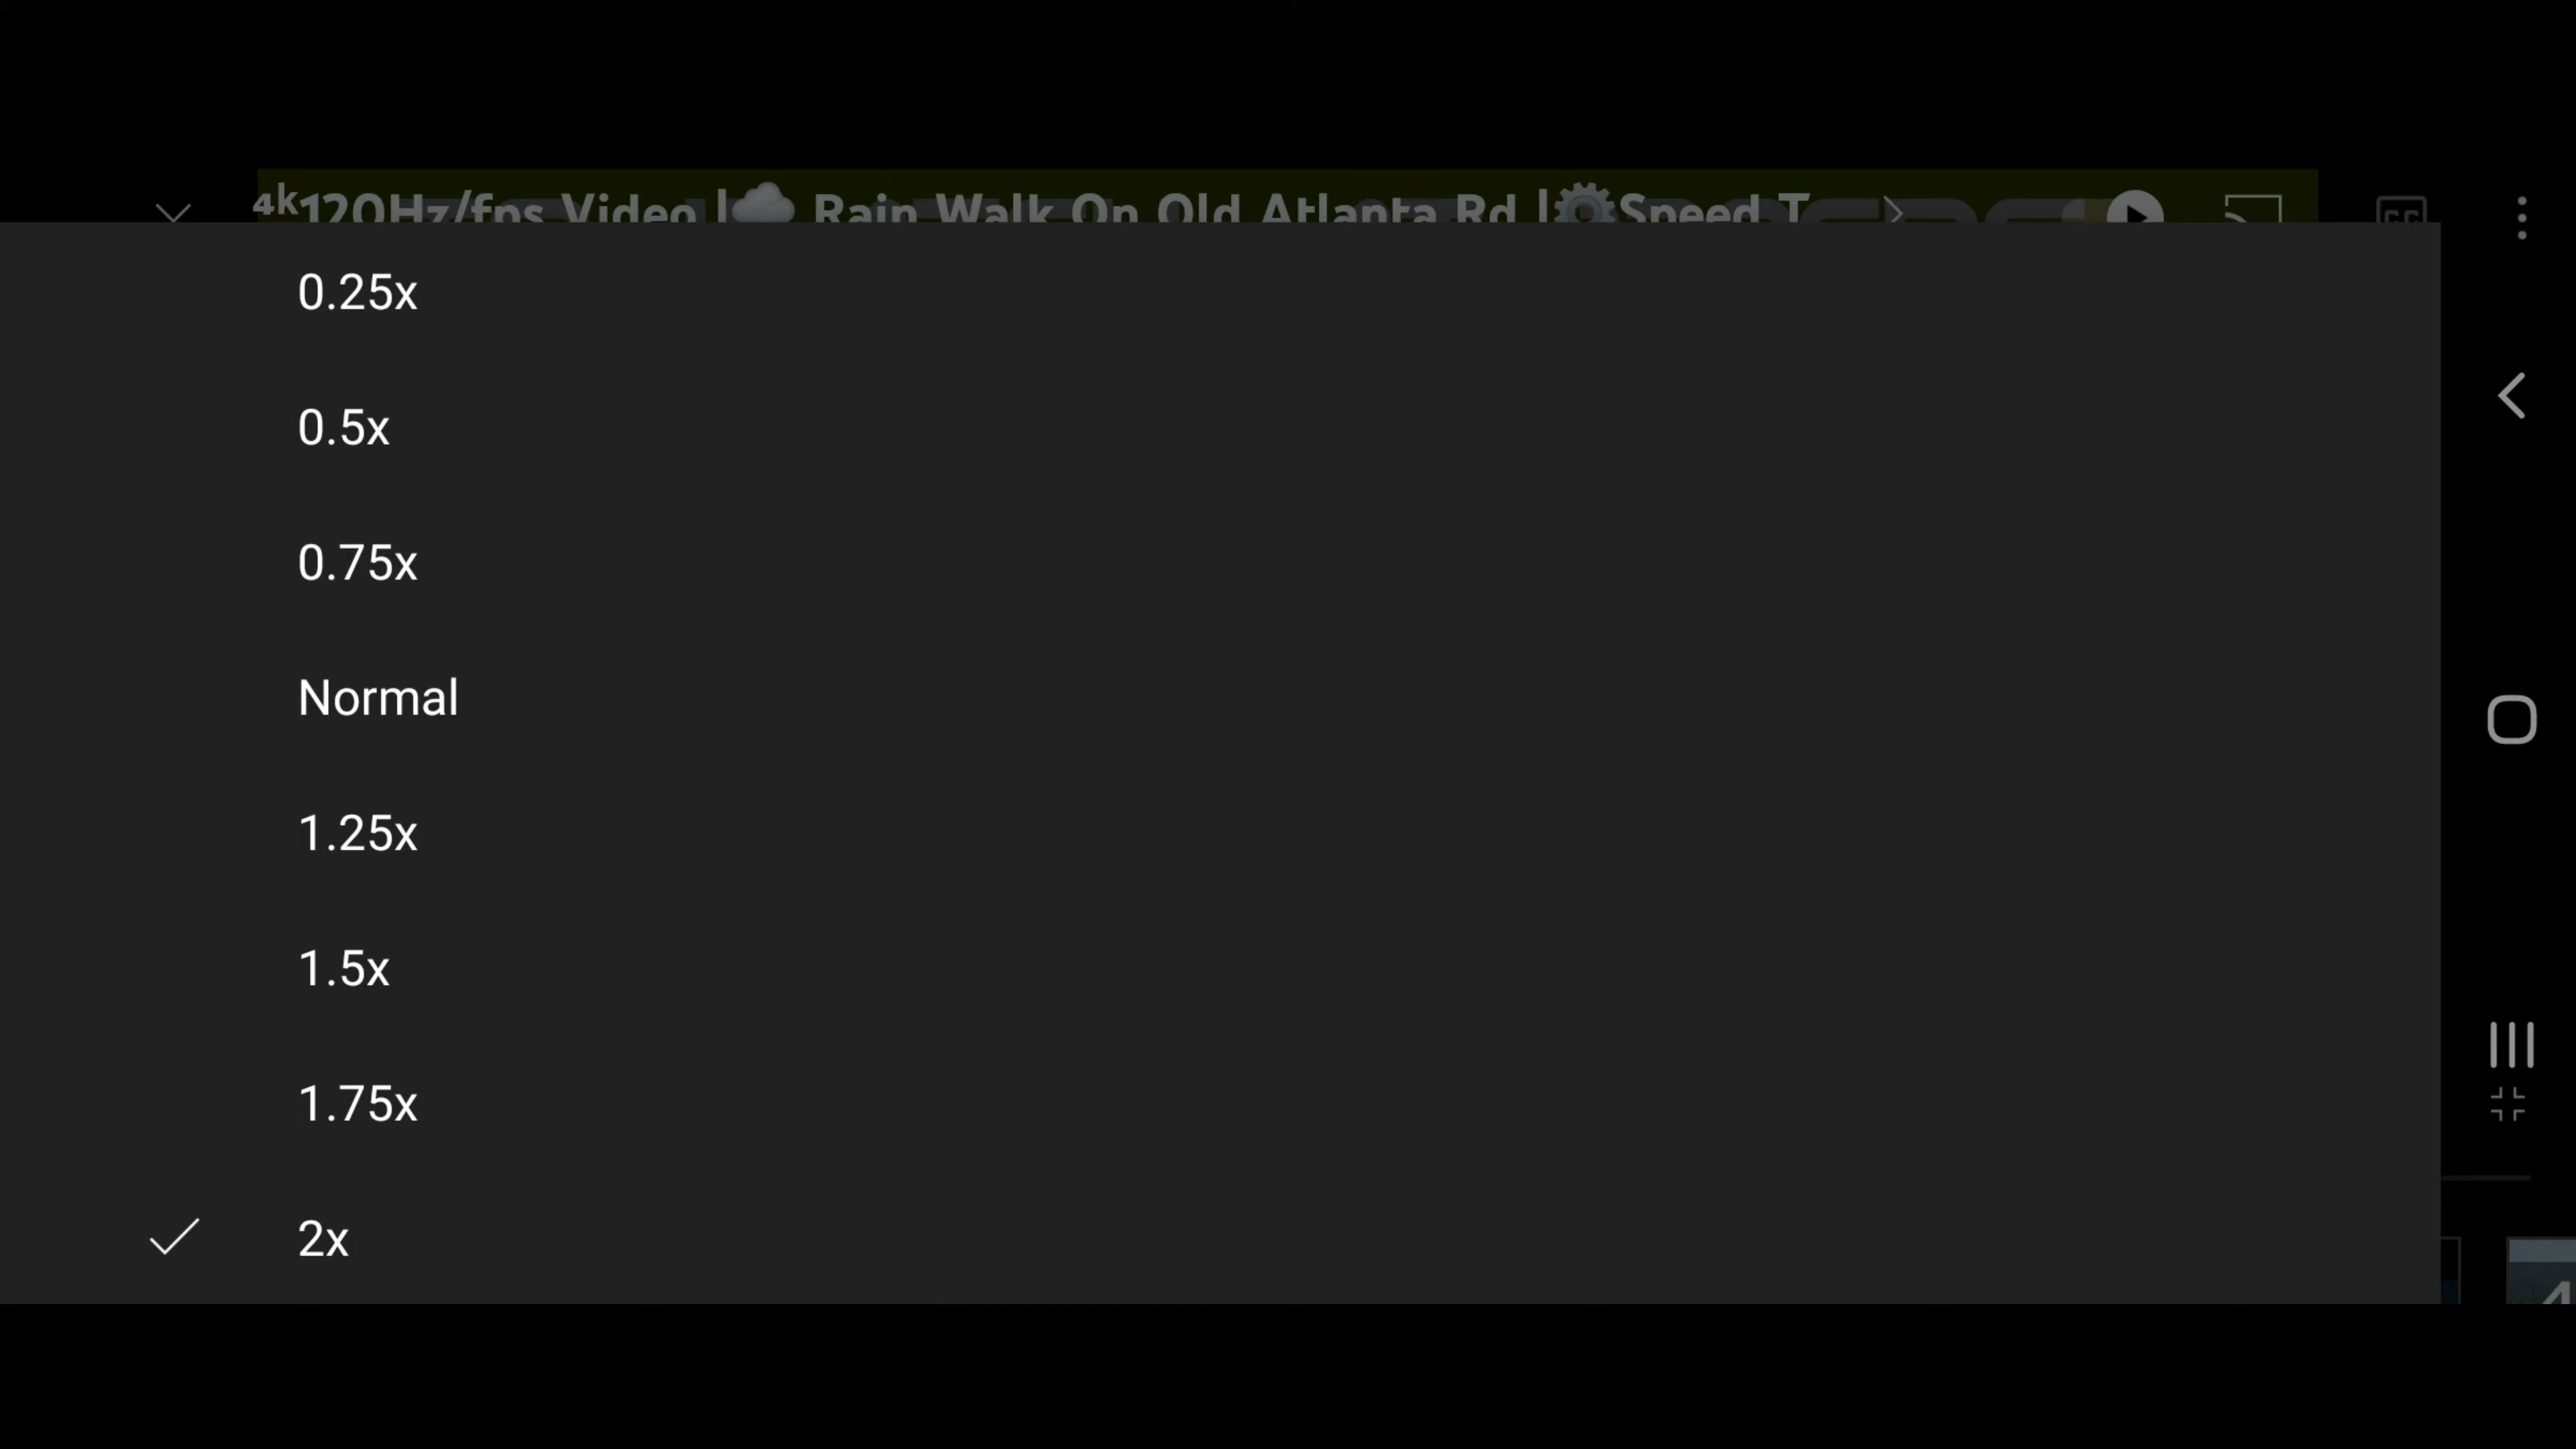 4k120Hz/fps Video |☁️ Rain Walk On Old Atlanta Rd |⚙️Speed T
0.25x
0.5x
0.75x
Normal
1.25x
1.5x
1.75x
2x